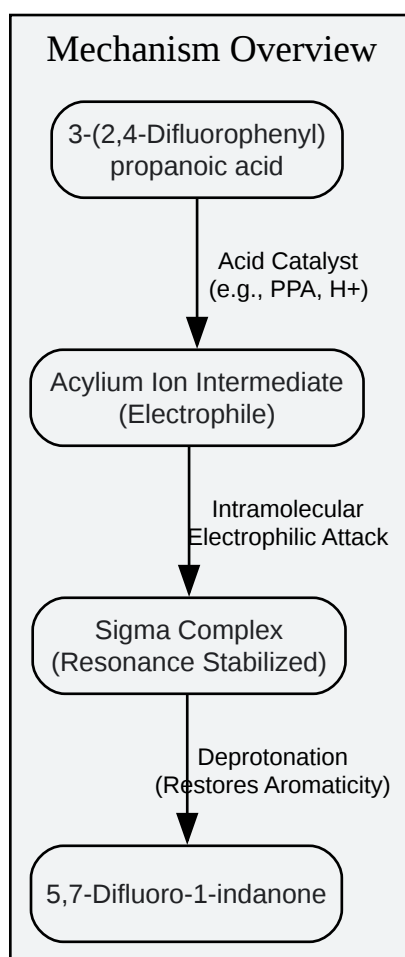 Mechanism Overview
3-(2,4-Difluorophenyl)
propanoic acid
Acid Catalyst
(e.g., PPA, H+)
Acylium Ion Intermediate
(Electrophile)
Intramolecular
Electrophilic Attack
Sigma Complex
(Resonance Stabilized)
Deprotonation
(Restores Aromaticity)
5,7-Difluoro-1-indanone